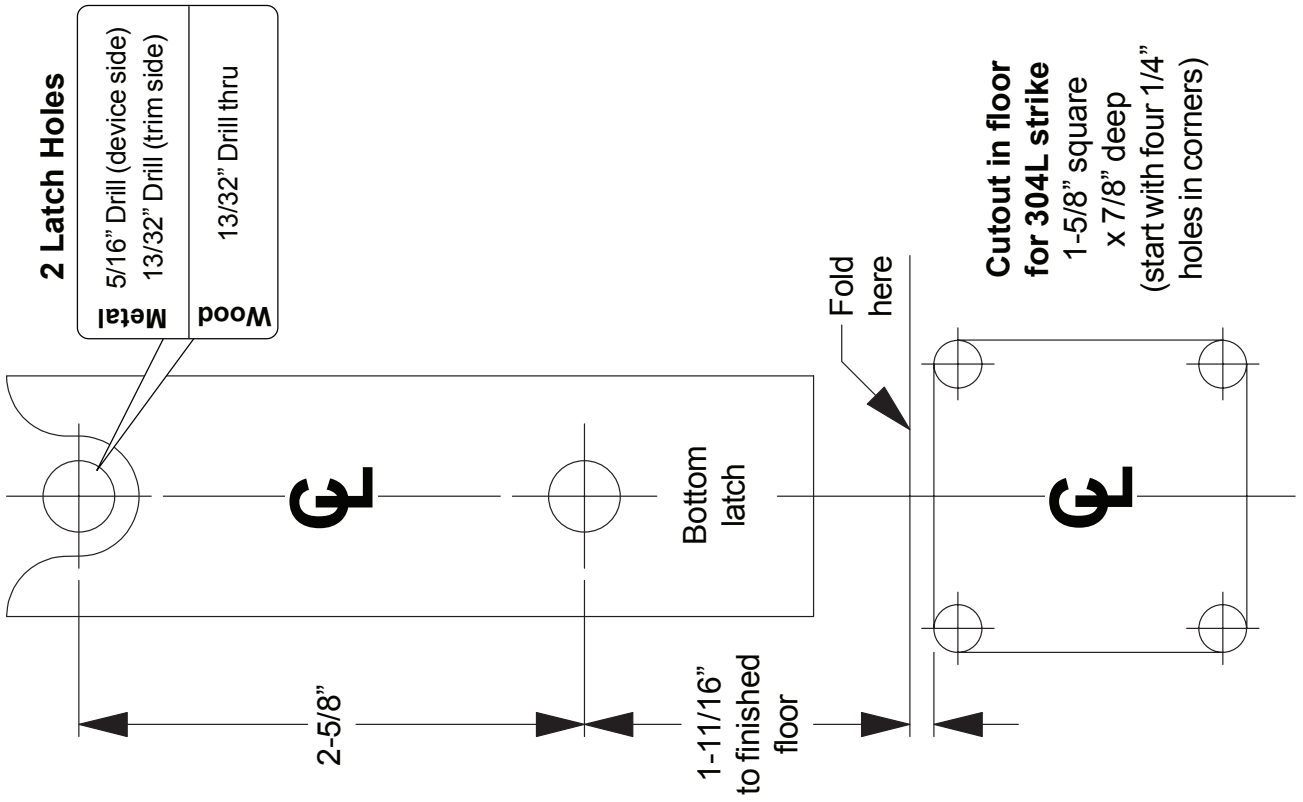 2 Latch Holes
Metal
5/16” Drill (device side)
13/32” Drill (trim side)
Wood
13/32” Drill thru
CL
Bottom
latch
2-5/8”
1-11/16”
to finished
floor
Fold
here
CL
Cutout in floor
for 304L strike
1-5/8” square
x 7/8” deep
(start with four 1/4”
holes in corners)